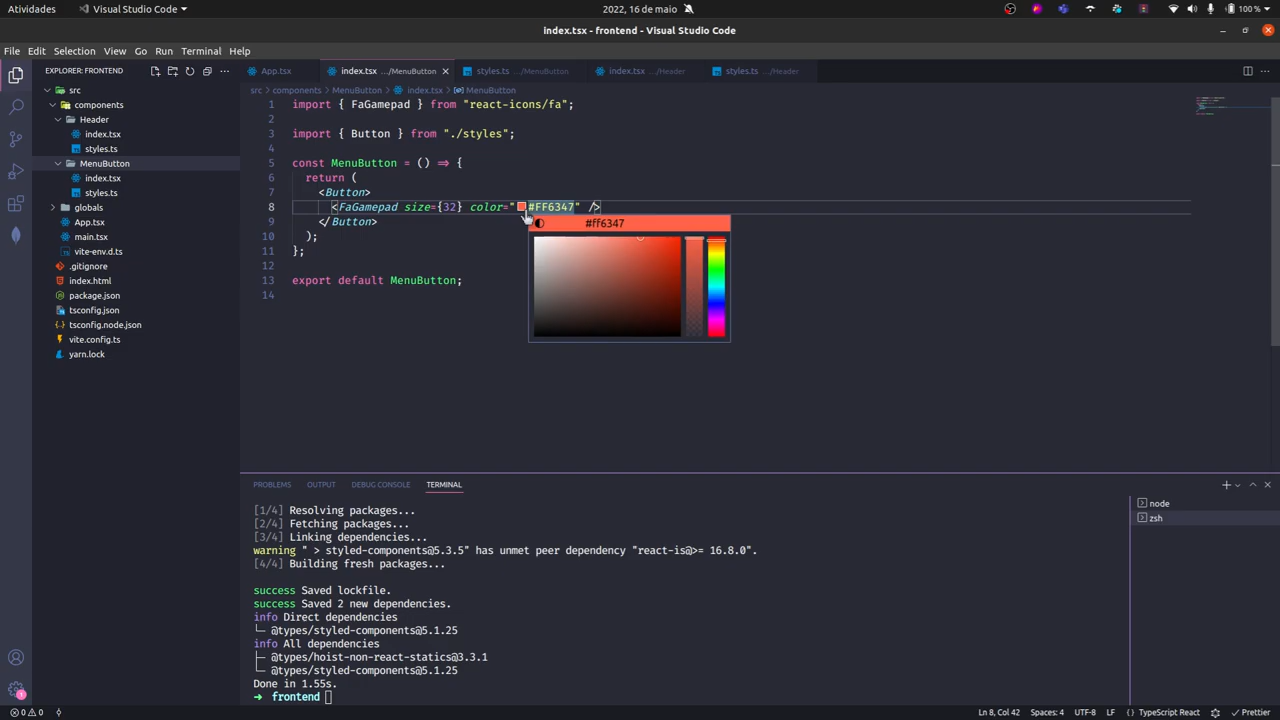 Atividades
Visual Studio Code
2022, 16 de maio
100 %
index.tsx - frontend - Visual Studio Code
File Edit Selection View Go Run Terminal Help
EXPLORER: FRONTEND
App.tsx
index.tsx .../MenuButton
styles.ts .../MenuButton
index.tsx .../Header
styles.ts .../Header
src > components > MenuButton > index.tsx > MenuButton
src
components
Header
index.tsx
styles.ts
MenuButton
index.tsx
styles.ts
globals
App.tsx
main.tsx
vite-env.d.ts
.gitignore
index.html
package.json
tsconfig.json
tsconfig.node.json
vite.config.ts
yarn.lock
1 import { FaGamepad } from "react-icons/fa";
2
3 import { Button } from "./styles";
4
5 const MenuButton = () => {
6 return (
7 <Button>
8 <FaGamepad size={32} color="#FF6347" />
9 </Button>
10 );
11 };
12
13 export default MenuButton;
14
#ff6347
PROBLEMS OUTPUT DEBUG CONSOLE TERMINAL
[1/4] Resolving packages...
[2/4] Fetching packages...
[3/4] Linking dependencies...
warning " > styled-components@5.3.5" has unmet peer dependency "react-is@>= 16.8.0".
[4/4] Building fresh packages...
success Saved lockfile.
success Saved 2 new dependencies.
info Direct dependencies
└─ @types/styled-components@5.1.25
info All dependencies
├─ @types/hoist-non-react-statics@3.3.1
└─ @types/styled-components@5.1.25
Done in 1.55s.
➜ frontend
node
zsh
0 0
Ln 8, Col 42 Spaces: 4 UTF-8 LF {} TypeScript React Prettier